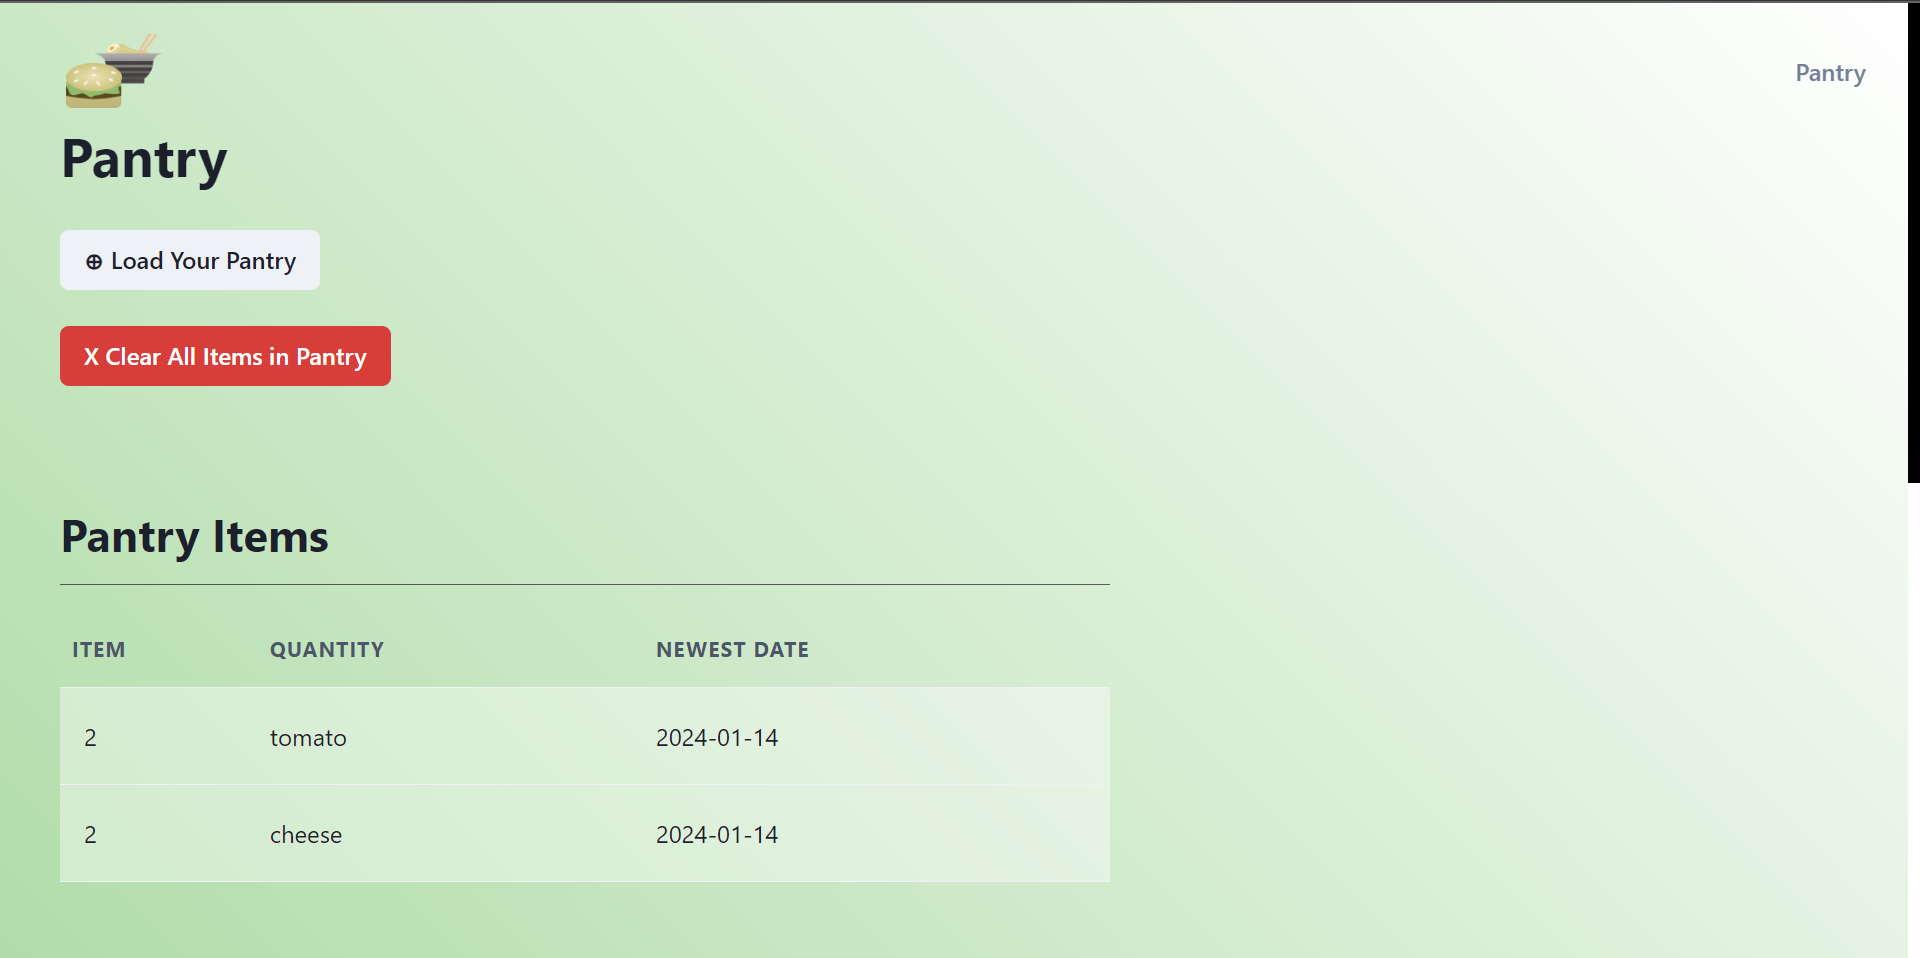 Pantry
Pantry
⊕ Load Your Pantry
X Clear All Items in Pantry
Pantry Items
ITEM QUANTITY NEWEST DATE
2 tomato 2024-01-14
2 cheese 2024-01-14